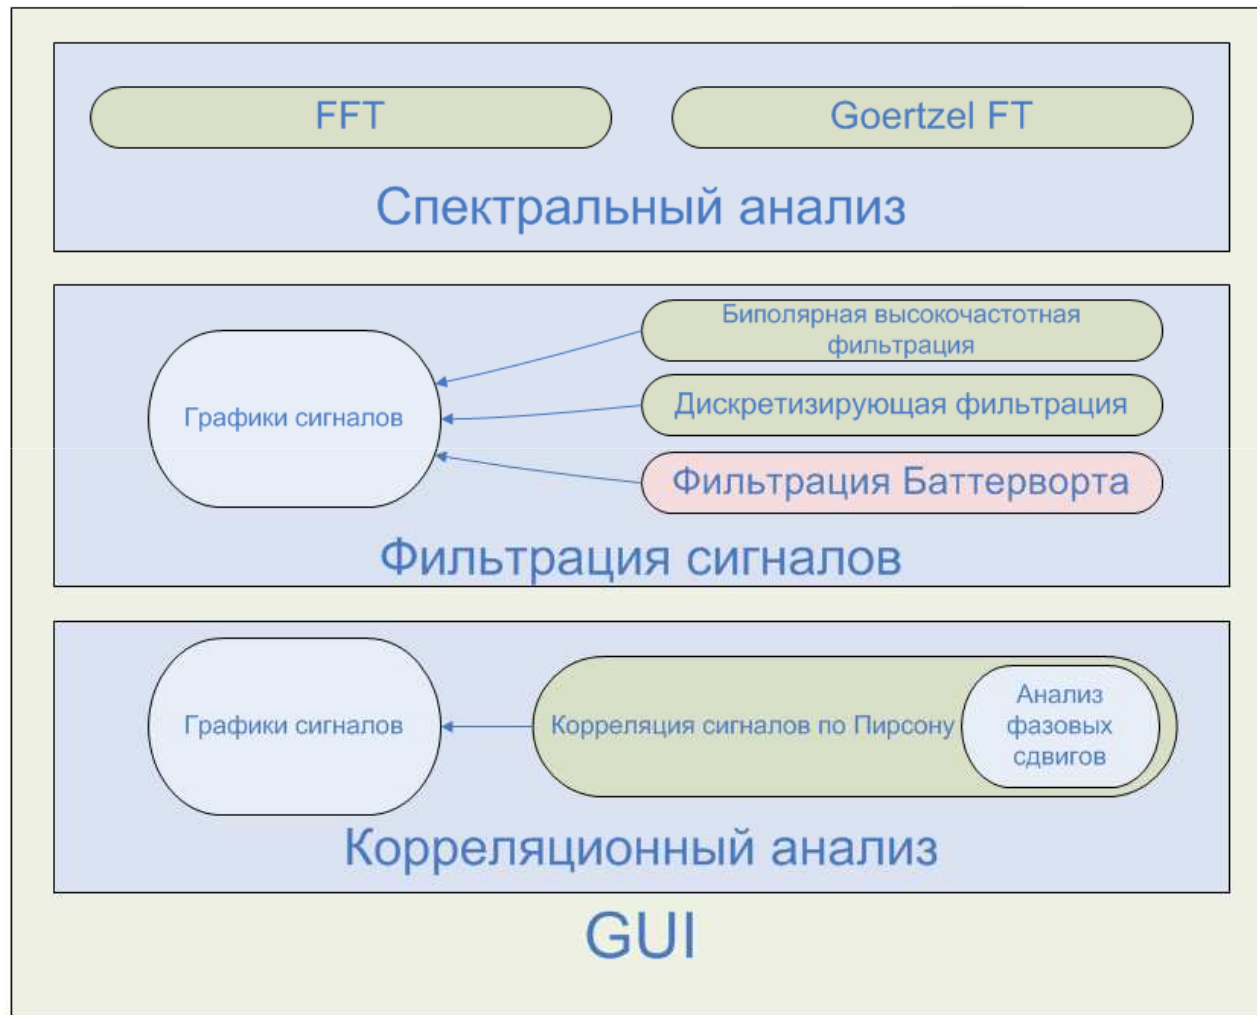 FFT
Goertzel FT
Спектральный анализ
Биполярная высокочастотная
фильтрация
Графики сигналов
Дискретизирующая фильтрация
Фильтрация Баттерворта
Фильтрация сигналов
Графики сигналов
Корреляция сигналов по Пирсону
Анализ
фазовых
сдвигов
Корреляционный анализ
GUI